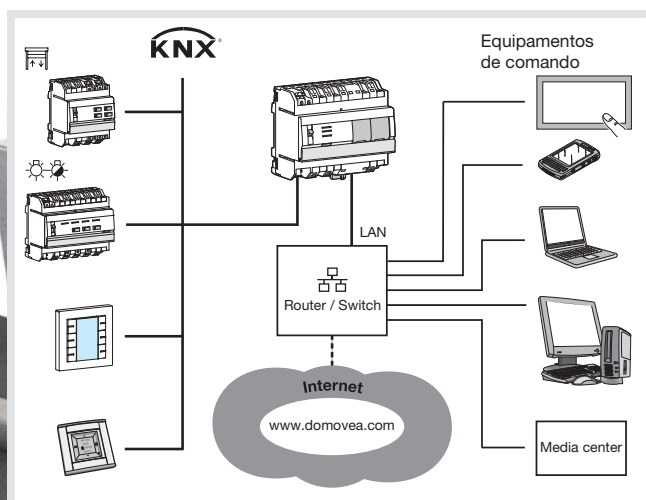 KNX
Equipamentos
de comando
LAN
Router / Switch
Internet
www.domovea.com
Media center